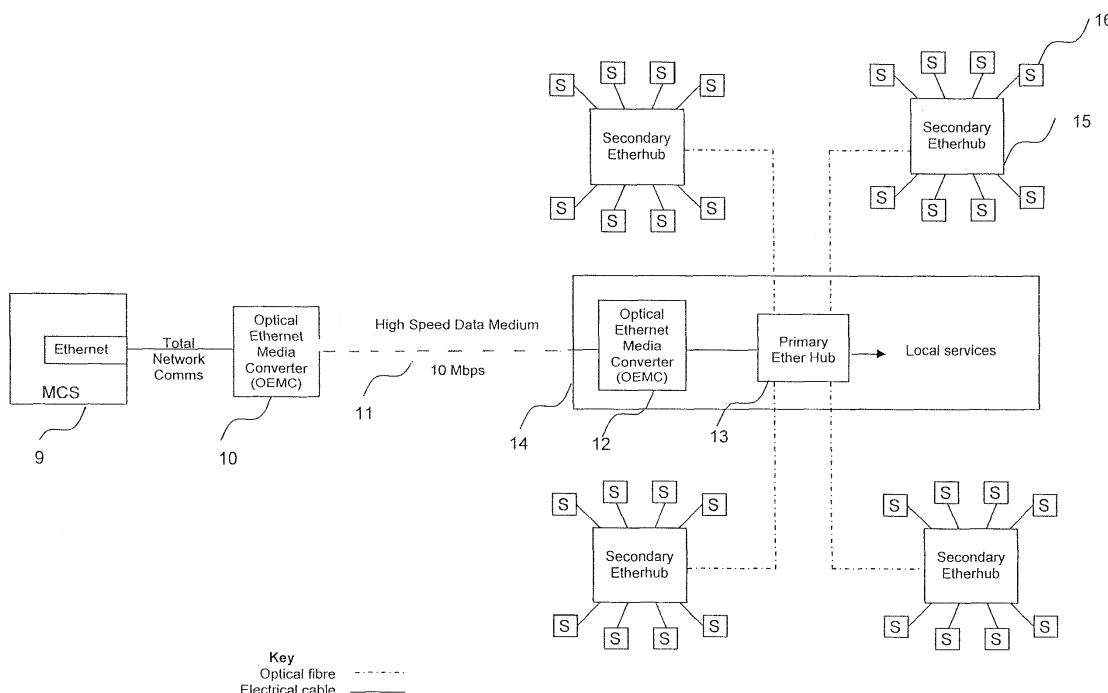 16
S S S S
S S S S
Secondary
Etherhub
Secondary
Etherhub
15
S S S S
S S S S
Ethernet
MCS
9
Total
Network
Comms
Optical
Ethernet
Media
Converter
(OEMC)
10
High Speed Data Medium
10 Mbps
11
14
Optical
Ethernet
Media
Converter
(OEMC)
12
Primary
Ether Hub
13
Local services
S S S S
S S S S
Secondary
Etherhub
Secondary
Etherhub
S S S S
S S S S
Key
Optical fibre
Electrical cable